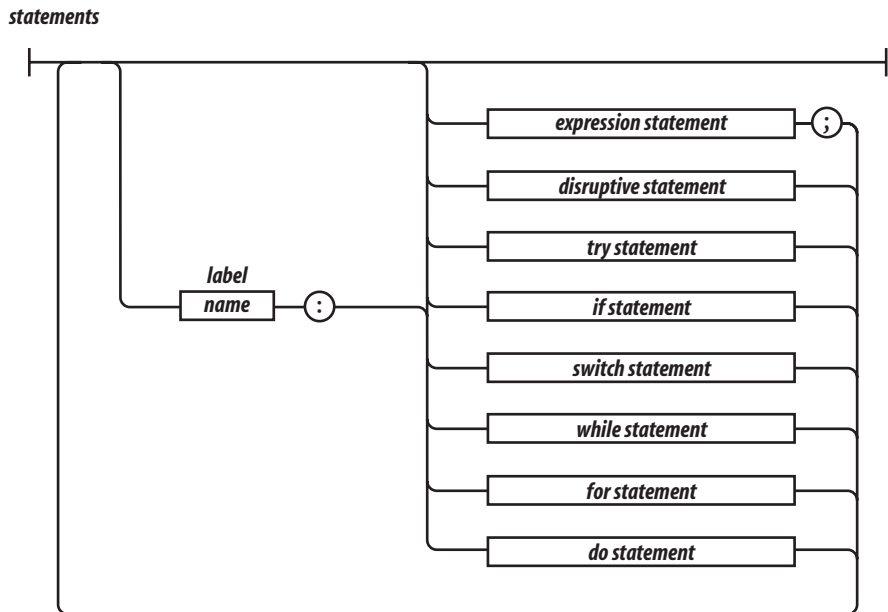 statements
expression statement ;
disruptive statement
try statement
label
name :
if statement
switch statement
while statement
for statement
do statement